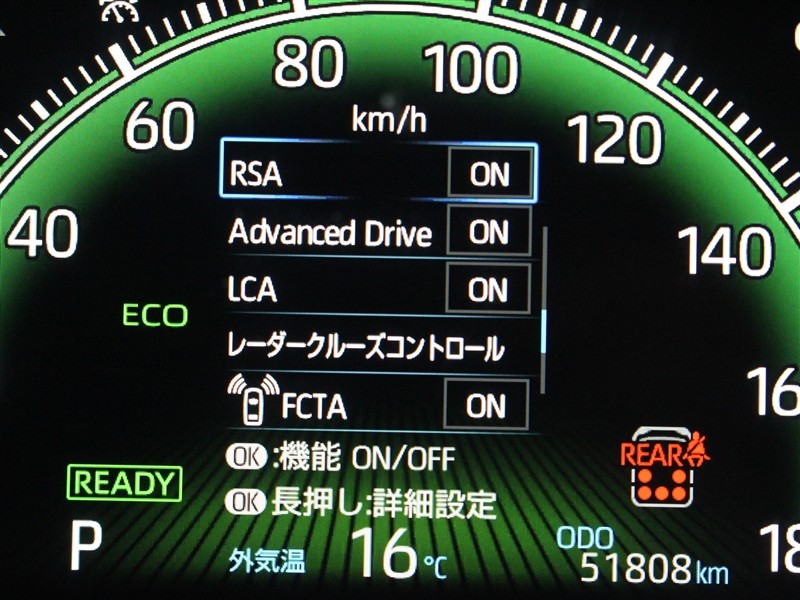 80
100
60
km/h
120
RSA ON
40
Advanced Drive ON
140
LCA ON
ECO
レーダークルーズコントロール
FCTA ON
REAR
OK:機能 ON/OFF
READY
OK長押し:詳細設定
P
外気温 16℃
ODO
51808km